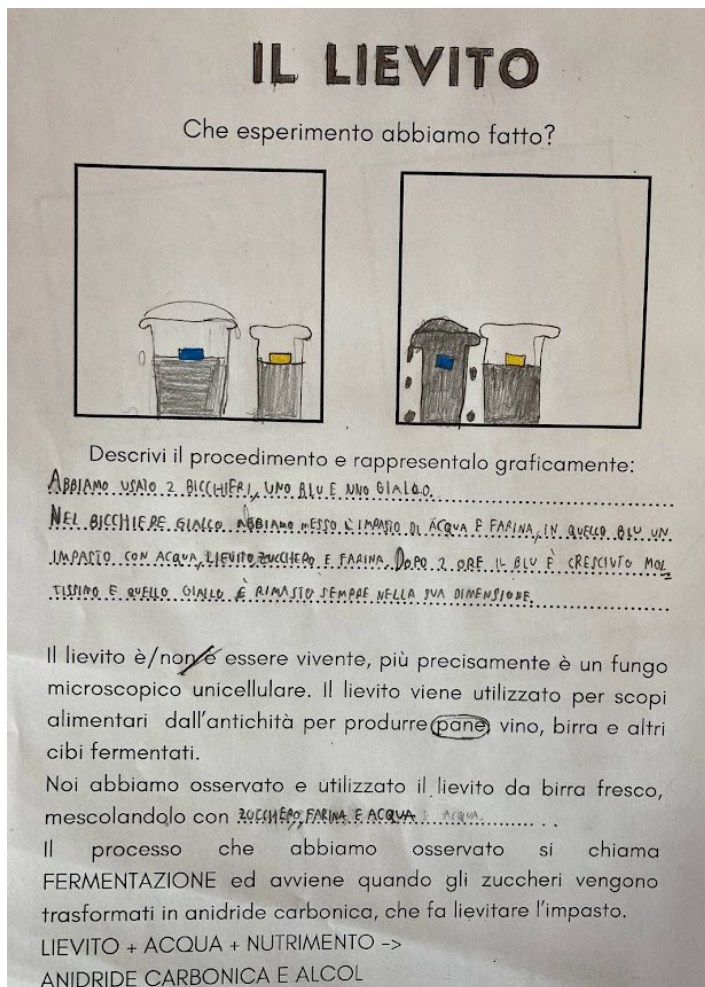 IL LIEVITO
Che esperimento abbiamo fatto?
Descrivi il procedimento e rappresentalo graficamente:
ABBIAMO USATO 2 BICCHIERI, UNO BLU E UNO GIALLO.
NEL BICCHIERE GIALLO ABBIAMO MESSO L'IMPASTO DI ACQUA E FARINA, IN QUELLO BLU UN
IMPASTO CON ACQUA, LIEVITO, ZUCCHERO E FARINA. DOPO 2 ORE IL BLU È CRESCIUTO MOL
TISSIMO E QUELLO GIALLO È RIMASTO SEMPRE NELLA SUA DIMENSIONE.
Il lievito è/non è essere vivente, più precisamente è un fungo
microscopico unicellulare. Il lievito viene utilizzato per scopi
alimentari dall'antichità per produrre pane, vino, birra e altri
cibi fermentati.
Noi abbiamo osservato e utilizzato il lievito da birra fresco,
mescolandolo con ZUCCHERO, FARINA E ACQUA
Il processo che abbiamo osservato si chiama
FERMENTAZIONE ed avviene quando gli zuccheri vengono
trasformati in anidride carbonica, che fa lievitare l'impasto.
LIEVITO + ACQUA + NUTRIMENTO ->
ANIDRIDE CARBONICA E ALCOL